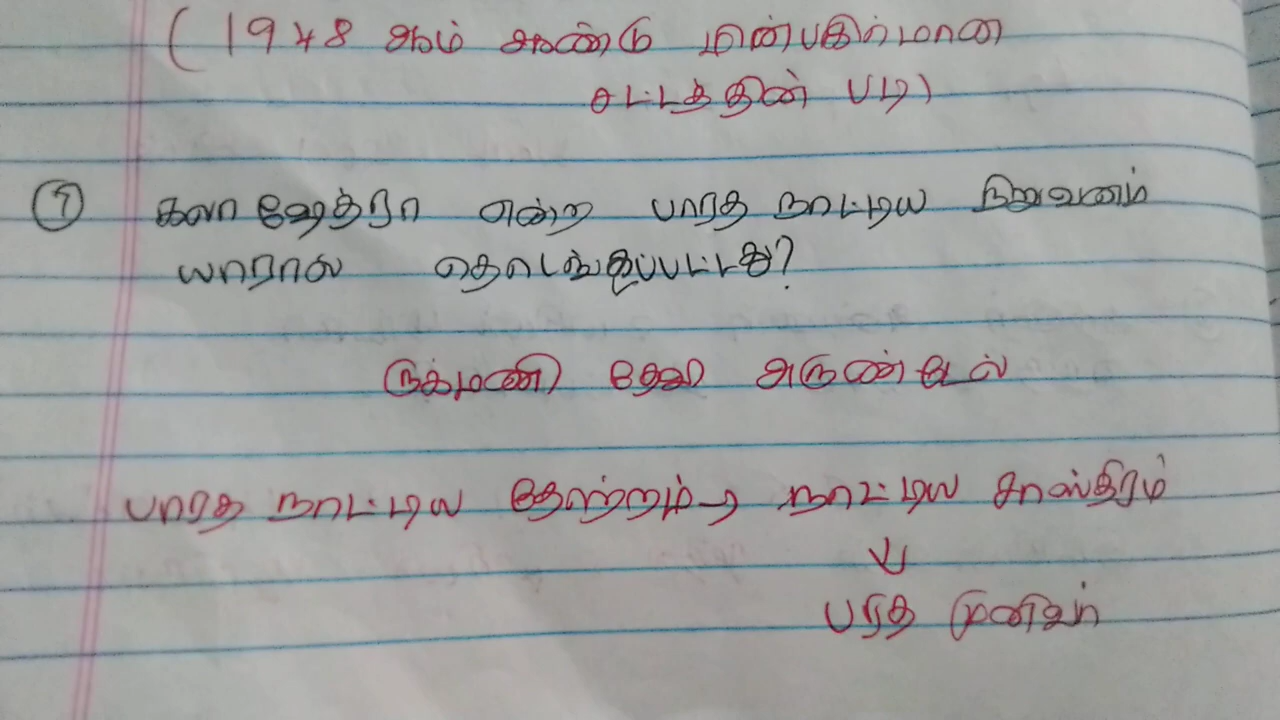 ( 1948 ஆம் ஆண்டு மின்பகிர்மான
சட்டத்தின் படி)
⑦ கலாஷேத்ரா என்ற பாரத நாட்டிய நிறுவனம்
யாரால் தொடங்கப்பட்டது?
ருக்மணி தேவி அருண்டேல்
பாரத நாட்டிய தோற்றம் → நாட்டிய சாஸ்திரம்
↓
பரத முனிவர்